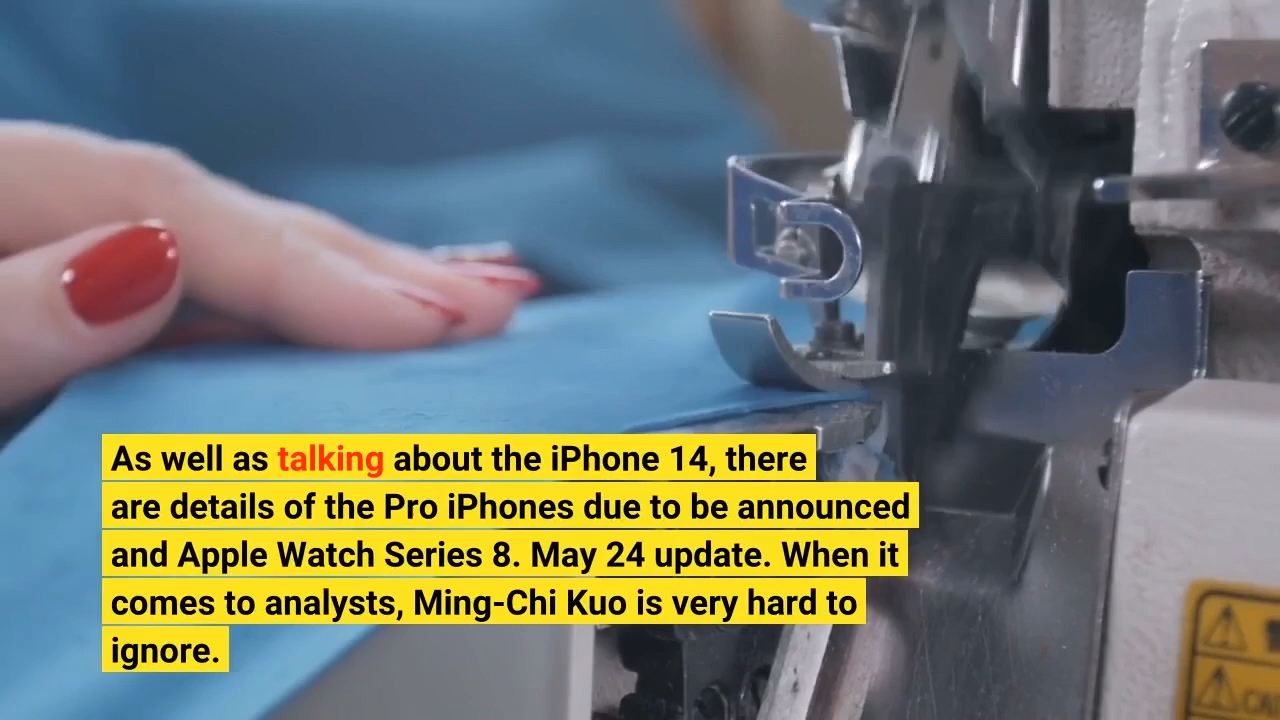 As well as talking about the iPhone 14, there
are details of the Pro iPhones due to be announced
and Apple Watch Series 8. May 24 update. When it
comes to analysts, Ming-Chi Kuo is very hard to
ignore.